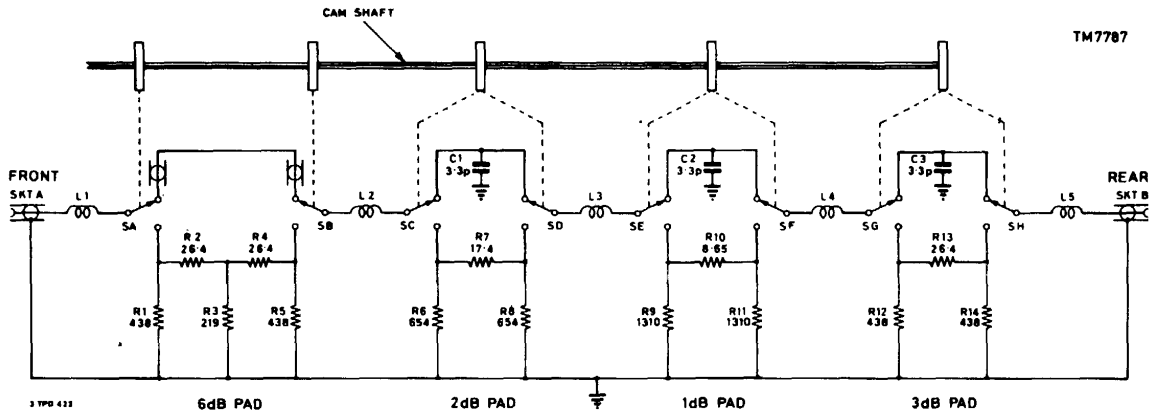 CAM SHAFT
TM7787
FRONT
SKT A
L1
SA
R2
26·4
R4
26·4
R1
438
R3
219
R5
438
SB
L2
SC
C1
3·3p
R7
17·4
R6
654
R8
654
SD
L3
SE
C2
3·3p
R10
8·65
R9
1310
R11
1310
SF
L4
SG
C3
3·3p
R13
26·4
R12
438
R14
438
SH
L5
REAR
SKT B
6dB PAD
2dB PAD
1dB PAD
3dB PAD